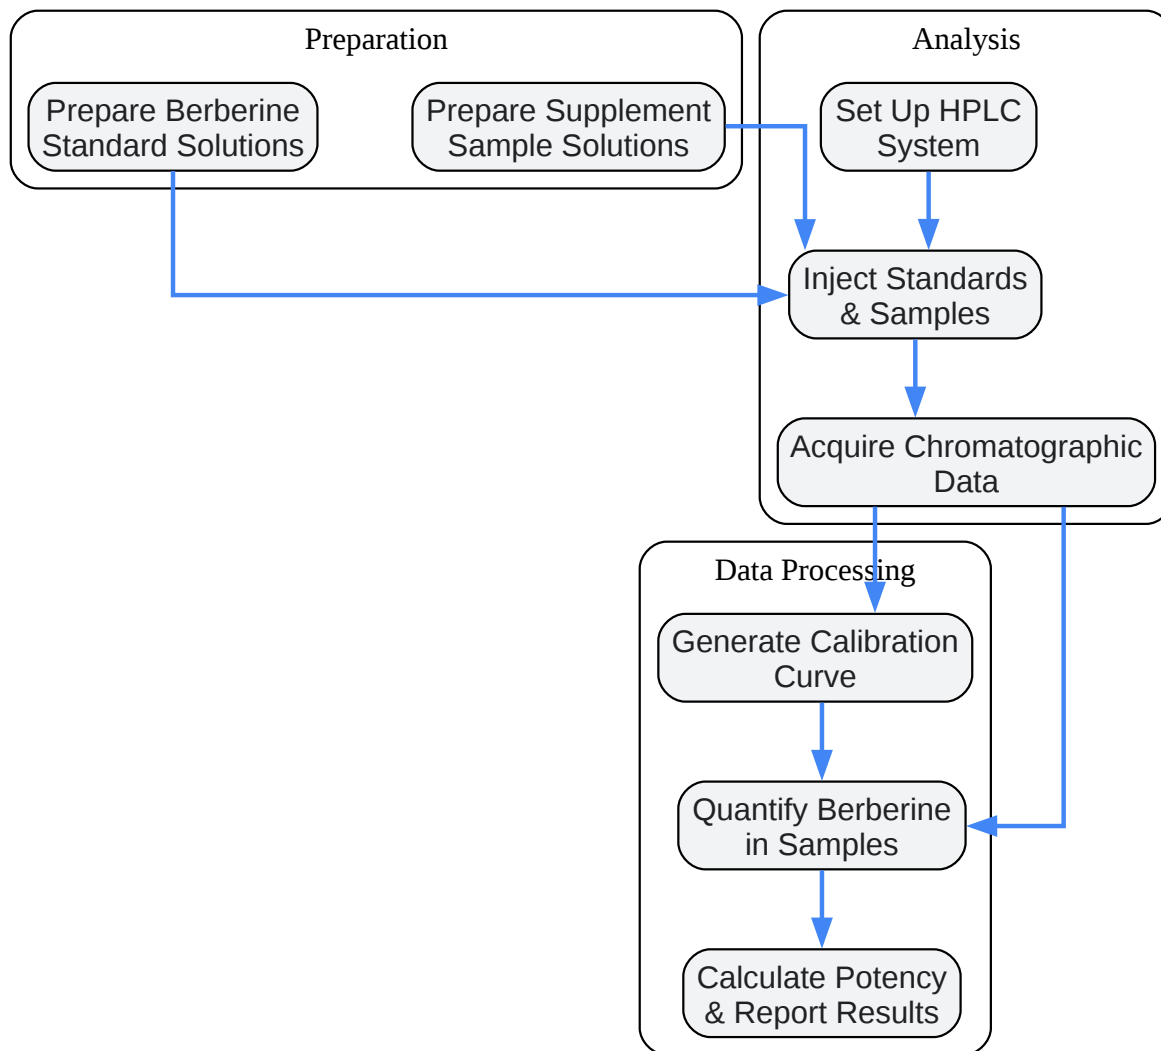 Preparation
Prepare Berberine
Standard Solutions
Prepare Supplement
Sample Solutions
Analysis
Set Up HPLC
System
Inject Standards
& Samples
Acquire Chromatographic
Data
Data Processing
Generate Calibration
Curve
Quantify Berberine
in Samples
Calculate Potency
& Report Results